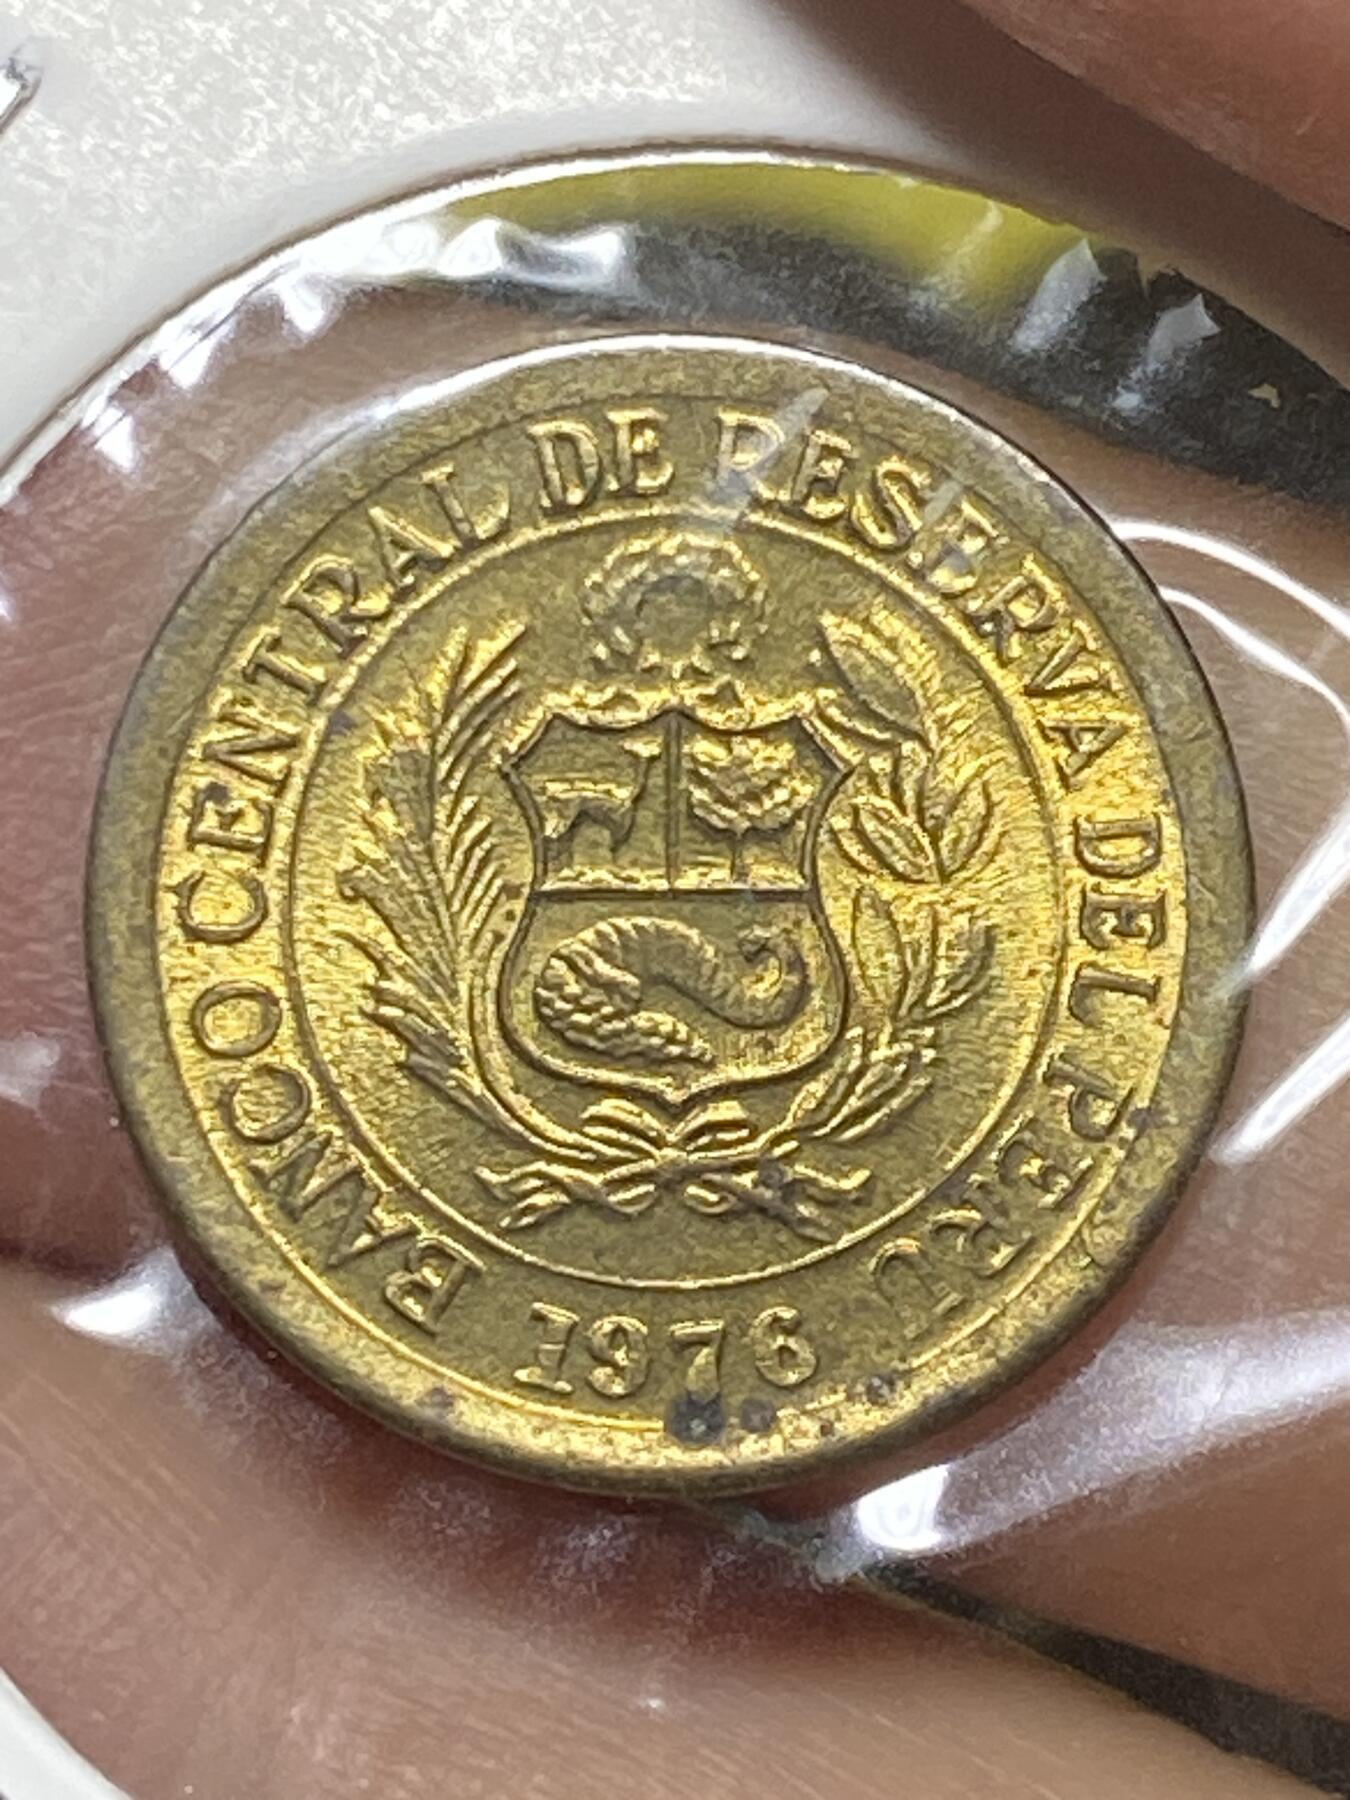 BANCO CENTRAL DE RESERVA DEL PERU
1976